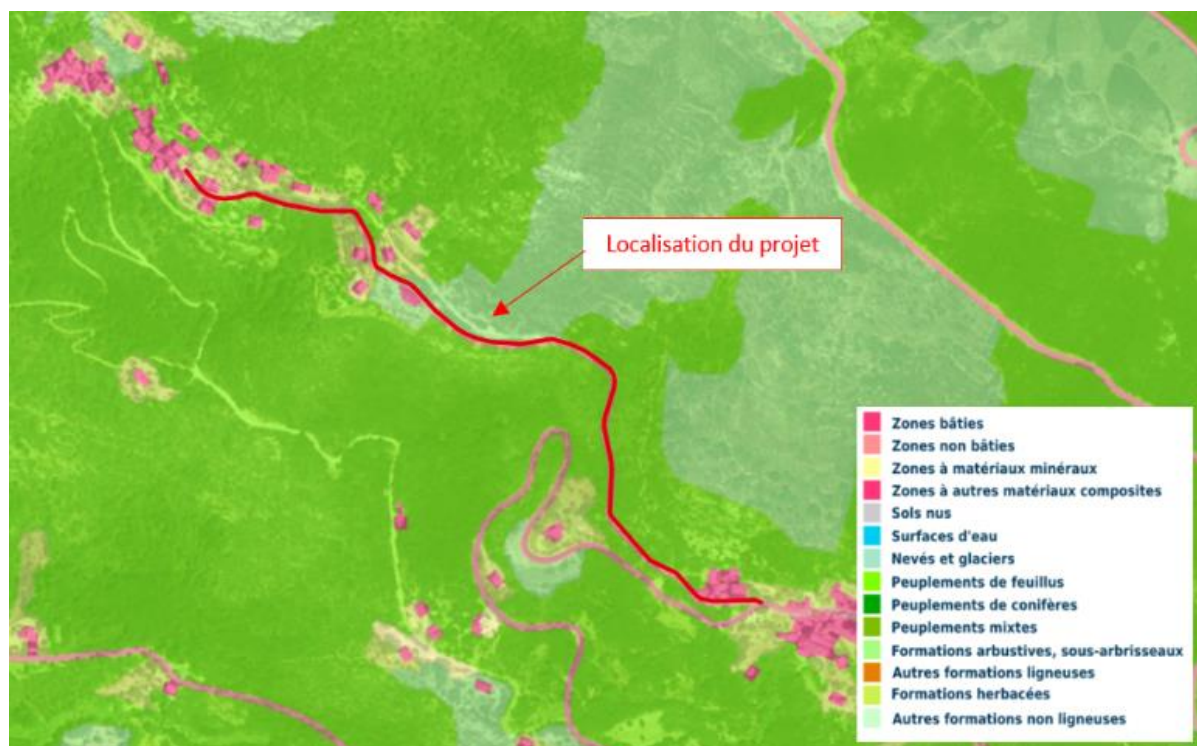 Localisation du projet
Zones bâties
Zones non bâties
Zones à matériaux minéraux
Zones à autres matériaux composites
Sols nus
Surfaces d'eau
Nevés et glaciers
Peuplements de feuillus
Peuplements de conifères
Peuplements mixtes
Formations arbustives, sous-arbrisseaux
Autres formations ligneuses
Formations herbacées
Autres formations non ligneuses